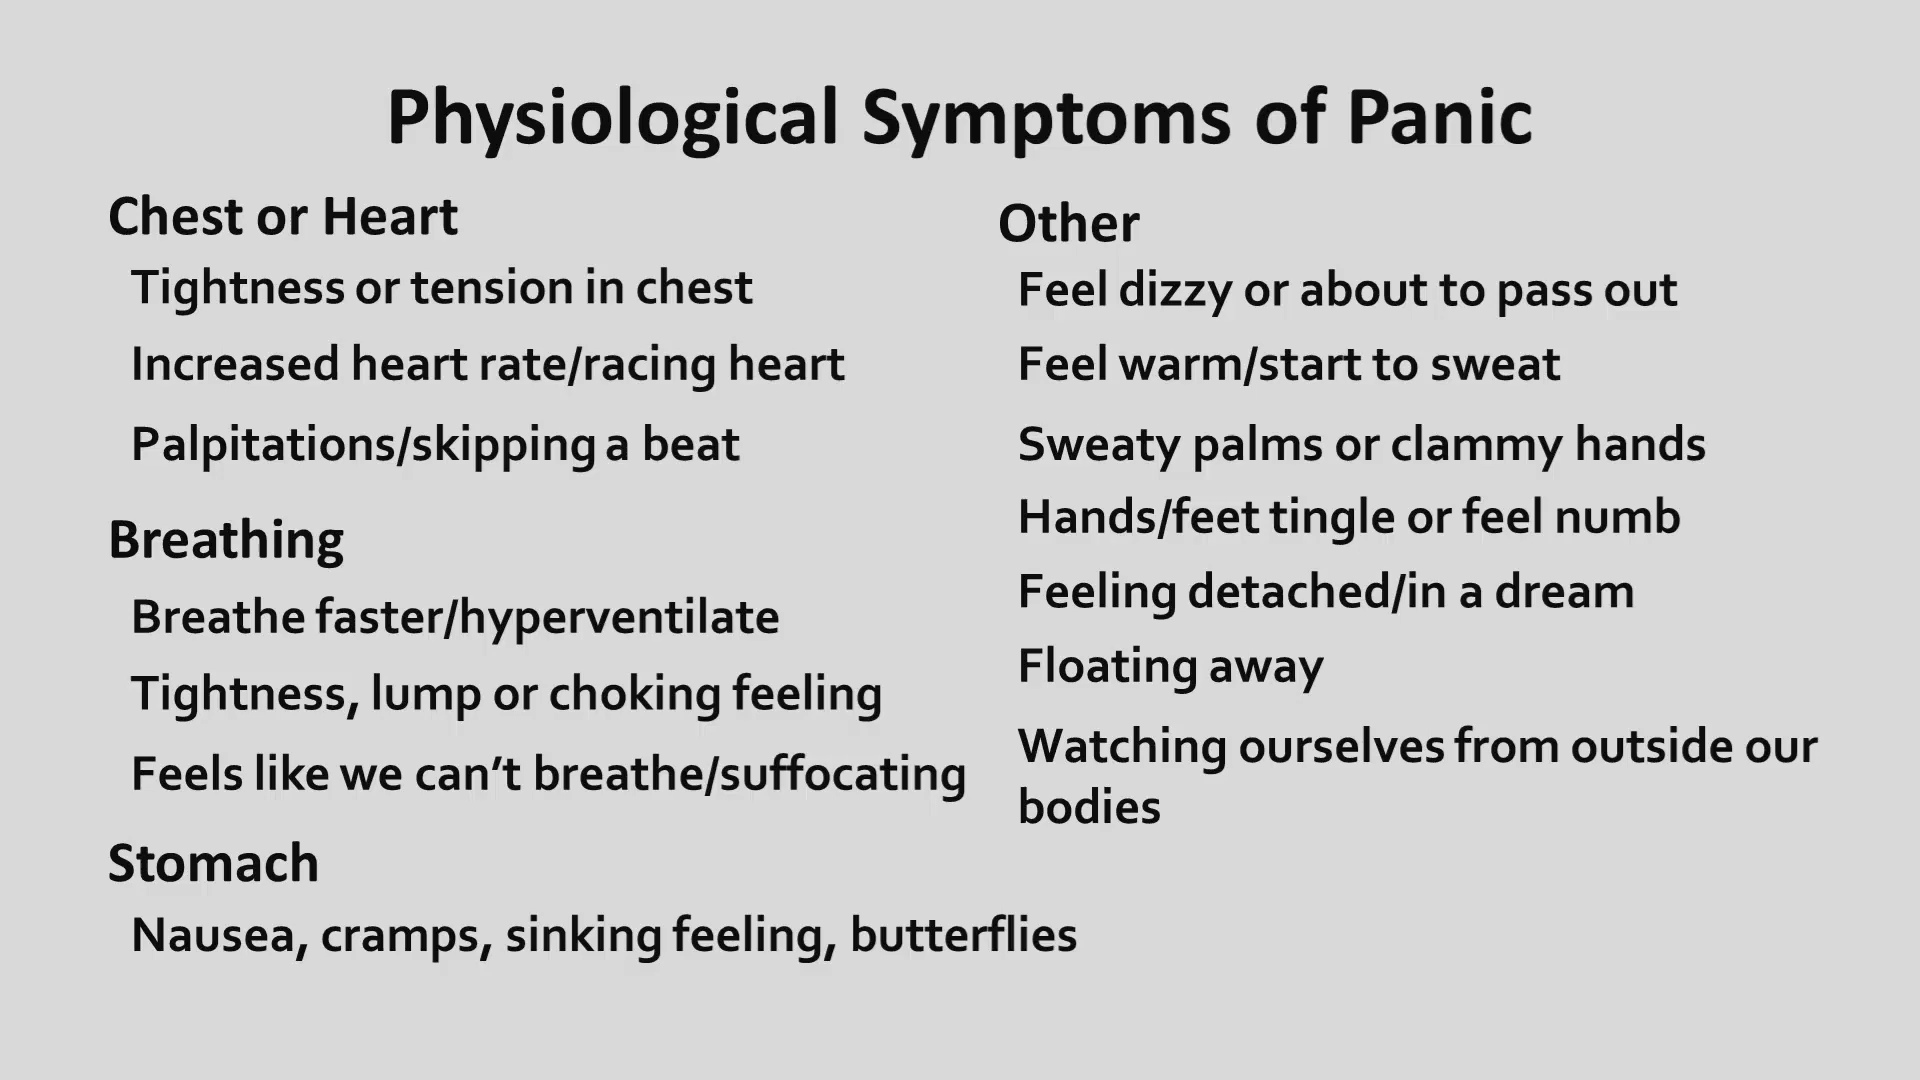 Physiological Symptoms of Panic
Chest or Heart
Tightness or tension in chest
Increased heart rate/racing heart
Palpitations/skipping a beat
Breathing
Breathe faster/hyperventilate
Tightness, lump or choking feeling
Feels like we can’t breathe/suffocating
Stomach
Nausea, cramps, sinking feeling, butterflies
Other
Feel dizzy or about to pass out
Feel warm/start to sweat
Sweaty palms or clammy hands
Hands/feet tingle or feel numb
Feeling detached/in a dream
Floating away
Watching ourselves from outside our
bodies